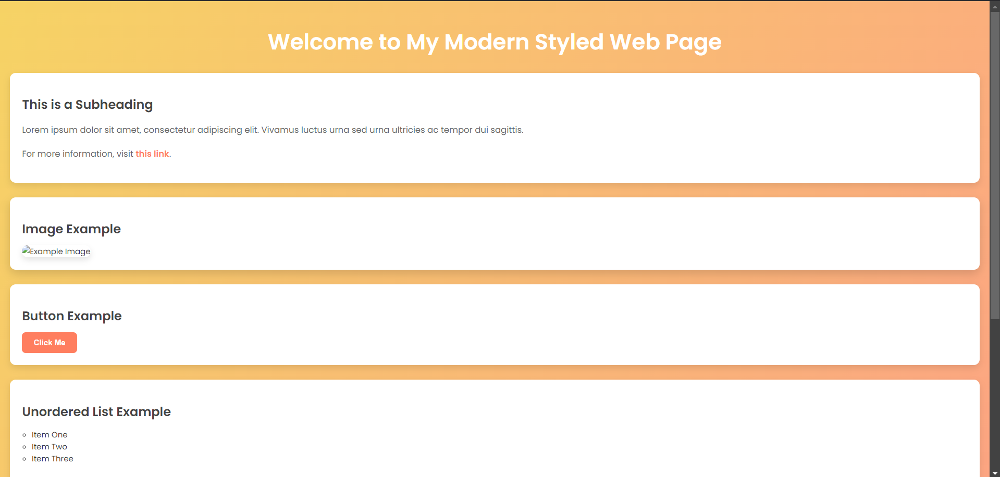 Welcome to My Modern Styled Web Page
This is a Subheading
Lorem ipsum dolor sit amet, consectetur adipiscing elit. Vivamus luctus urna sed urna ultricies ac tempor dui sagittis.
For more information, visit this link.
Image Example
Example Image
Button Example
Click Me
Unordered List Example
Item One
Item Two
Item Three